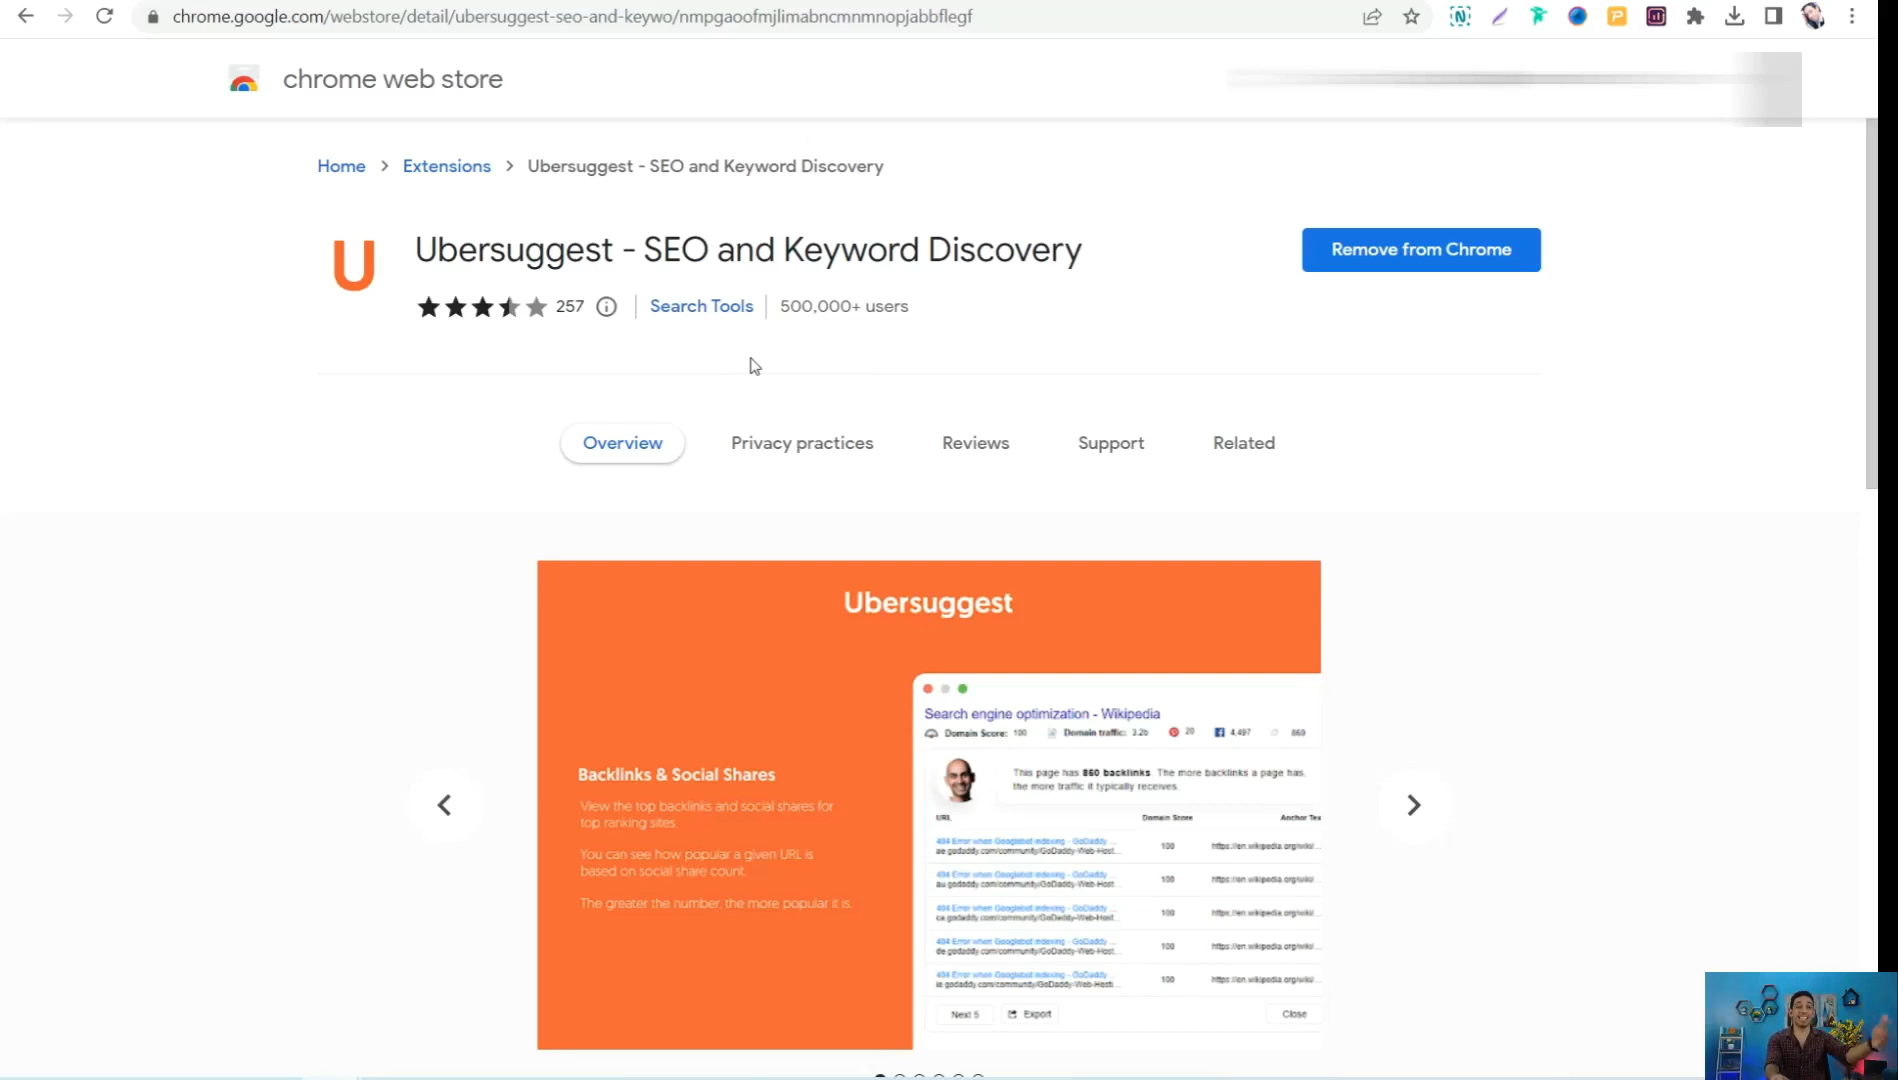 chrome.google.com/webstore/detail/ubersuggest-seo-and-keywo/nmpgaoofmjlimabncmnmnopjabbflegf
chrome web store
Home > Extensions > Ubersuggest - SEO and Keyword Discovery
U
Ubersuggest - SEO and Keyword Discovery
Remove from Chrome
257 Search Tools 500,000+ users
Overview Privacy practices Reviews Support Related
Ubersuggest
Search engine optimization - Wikipedia
Domain Score: 100 Domain traffic: 3.2b 20 4,497 860
Backlinks & Social Shares
This page has 860 backlinks. The more backlinks a page has,
the more traffic it typically receives.
View the top backlinks and social shares for
top ranking sites.
You can see how popular a given URL is
based on social share count.
The greater the number, the more popular it is.
URL Domain Score Anchor Tex
404 Error when Googlebot indexing - GoDaddy ...
ae.godaddy.com/community/GoDaddy-Web-Host... 100 https://en.wikipedia.org/wiki/...
404 Error when Googlebot indexing - GoDaddy ...
au.godaddy.com/community/GoDaddy-Web-Host... 100 https://en.wikipedia.org/wiki/...
404 Error when Googlebot indexing - GoDaddy ...
ca.godaddy.com/community/GoDaddy-Web-Host... 100 https://en.wikipedia.org/wiki/...
404 Error when Googlebot indexing - GoDaddy ...
de.godaddy.com/community/GoDaddy-Web-Host... 100 https://en.wikipedia.org/wiki/...
404 Error when Googlebot indexing - GoDaddy ...
ie.godaddy.com/community/GoDaddy-Web-Hosti... 100 https://en.wikipedia.org/wiki/...
Next 5 Export Close